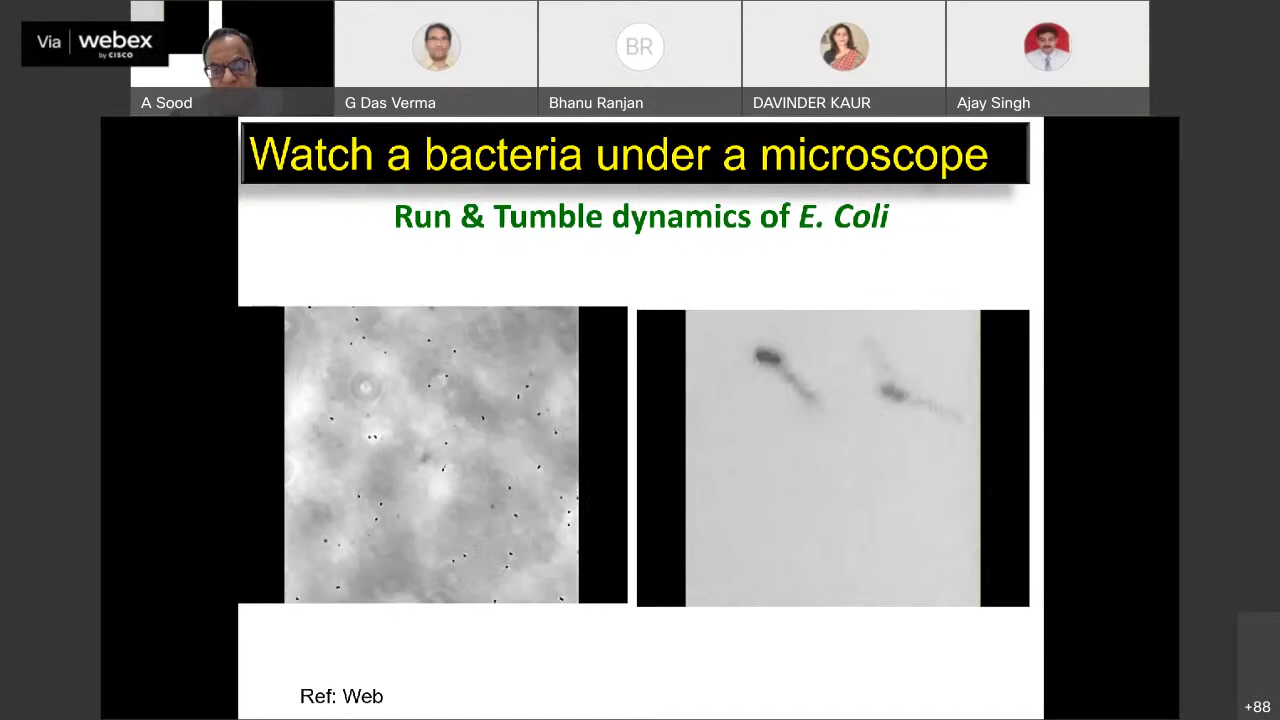 Via webex
by CISCO
A Sood
G Das Verma
BR
Bhanu Ranjan
DAVINDER KAUR
Ajay Singh
Watch a bacteria under a microscope
Run & Tumble dynamics of E. Coli
Ref: Web
+88